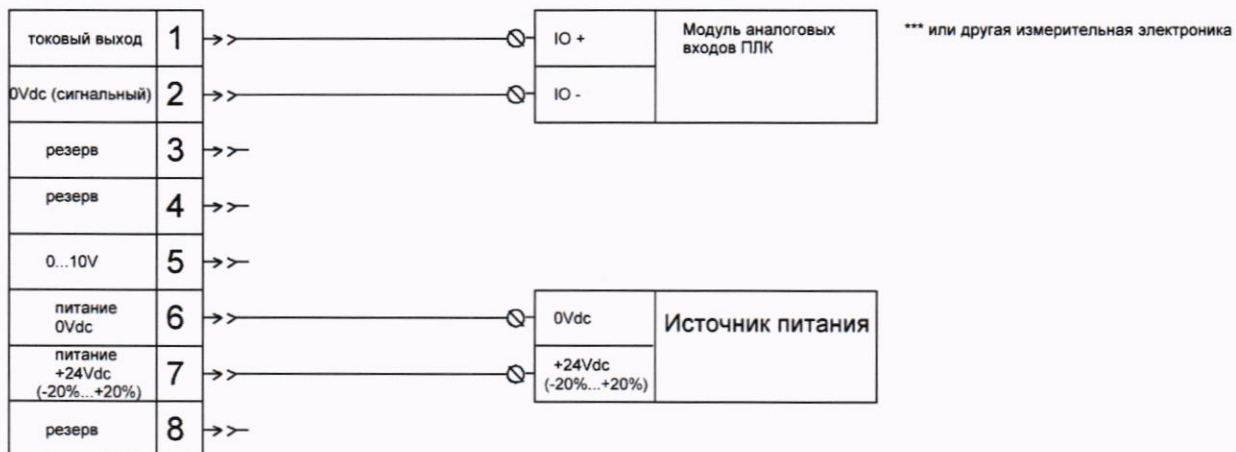 токовый выход 1 IO + Модуль аналоговых *** или другая измерительная электроника
входов ПЛК
0Vdc (сигнальный) 2 IO -
резерв 3
резерв 4
0...10V 5
питание
0Vdc
6 0Vdc Источник питания
питание
+24Vdc
(-20%...+20%)
7 +24Vdc
(-20%...+20%)
резерв 8